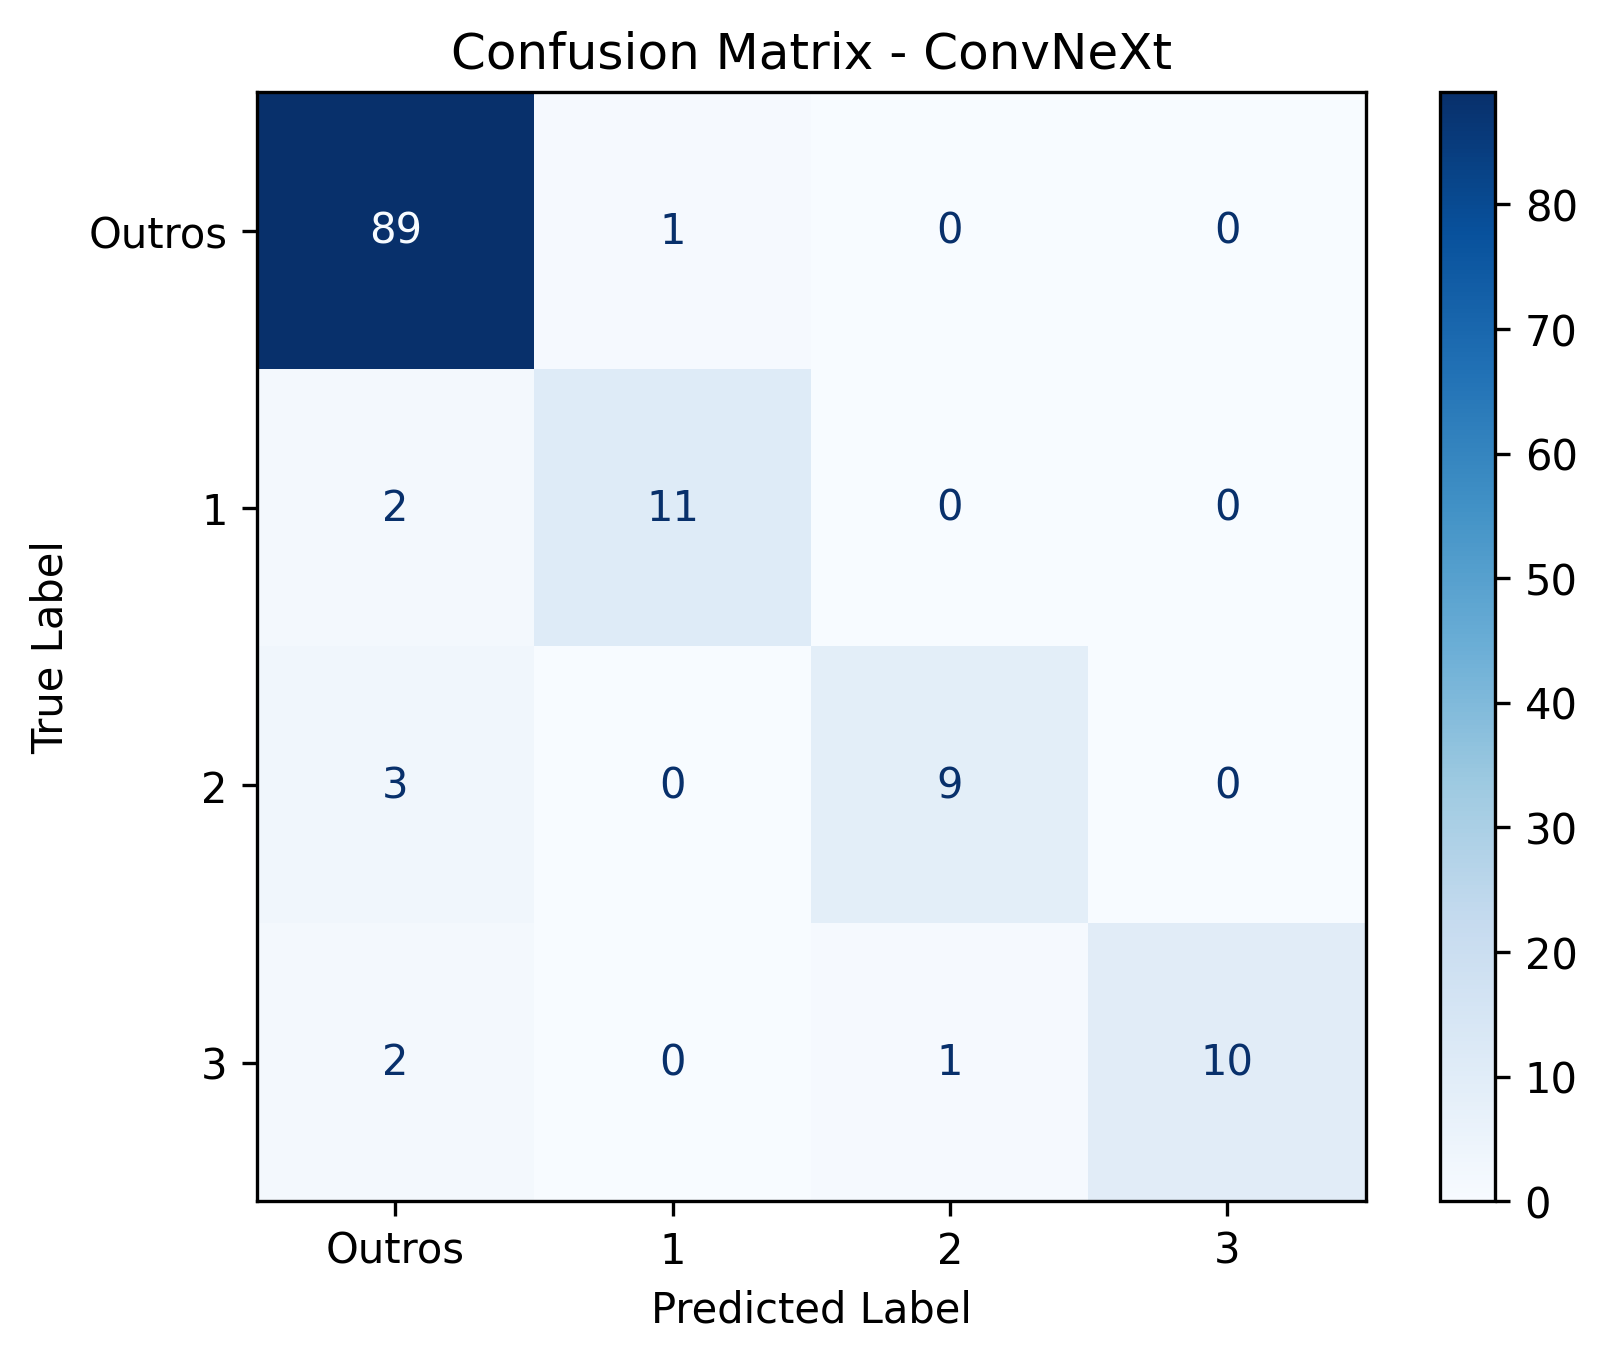 Confusion Matrix - ConvNeXt
True Label
Outros 89 1 0 0
1 2 11 0 0
2 3 0 9 0
3 2 0 1 10
Outros 1 2 3
Predicted Label
80
70
60
50
40
30
20
10
0